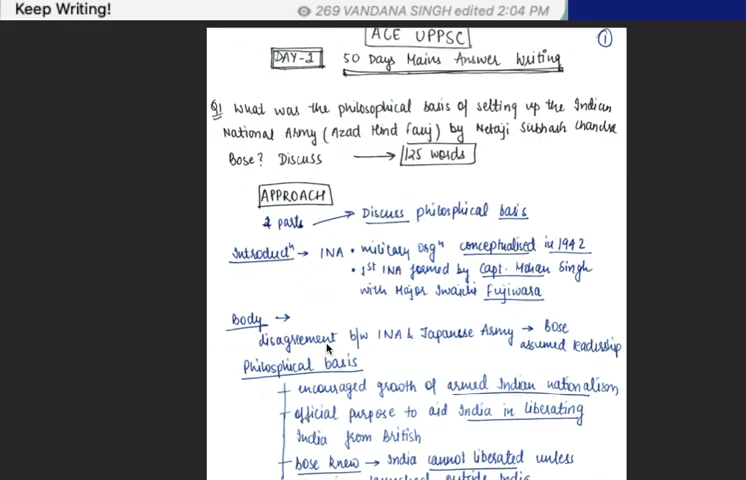 Keep Writing!
269 VANDANA SINGH edited 2:04 PM
ACE UPPSC
1
DAY-1 50 Days Mains Answer Writing
Q1 What was the philosophical basis of setting up the Indian
National Army (Azad Hind Fauj) by Netaji Subhash Chandra
Bose? Discuss → 125 words
APPROACH
2 parts → Discuss philosphical basis
Introductn → INA • military orgn conceptualised in 1942
• 1st INA formed by Capt. Mohan Singh
with Major Iwaichi Fujiwara
Body →
disagreement b/w INA & Japanese Army → Bose
assumed leadership
Philosphical basis
encouraged growth of armed Indian nationalism
official purpose to aid India in liberating
India from British
bose knew → India cannot liberated unless
outside India